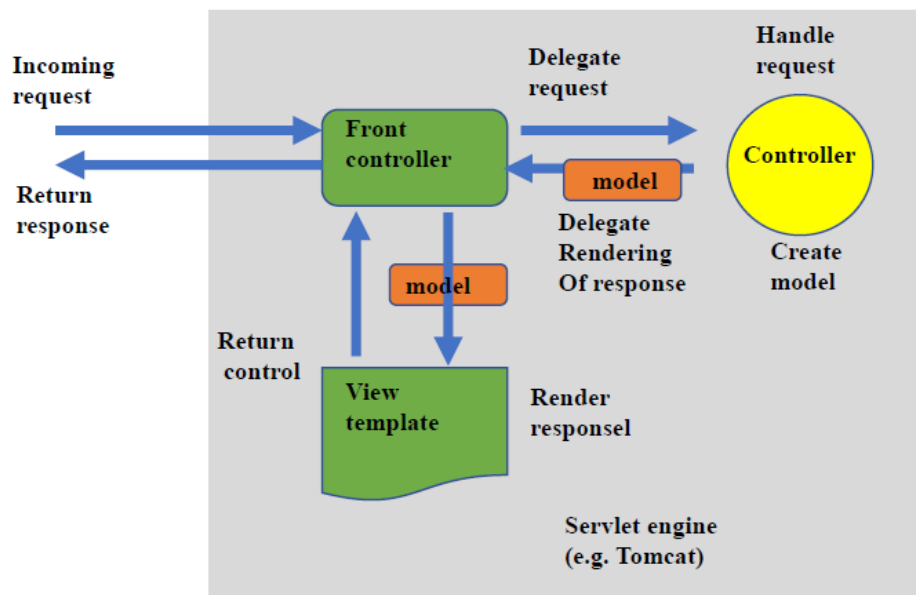 Incoming
request
Return
response
Front
controller
Delegate
request
Handle
request
Controller
model
Delegate
Rendering
Of response
Create
model
model
Return
control
View
template
Render
responsel
Servlet engine
(e.g. Tomcat)